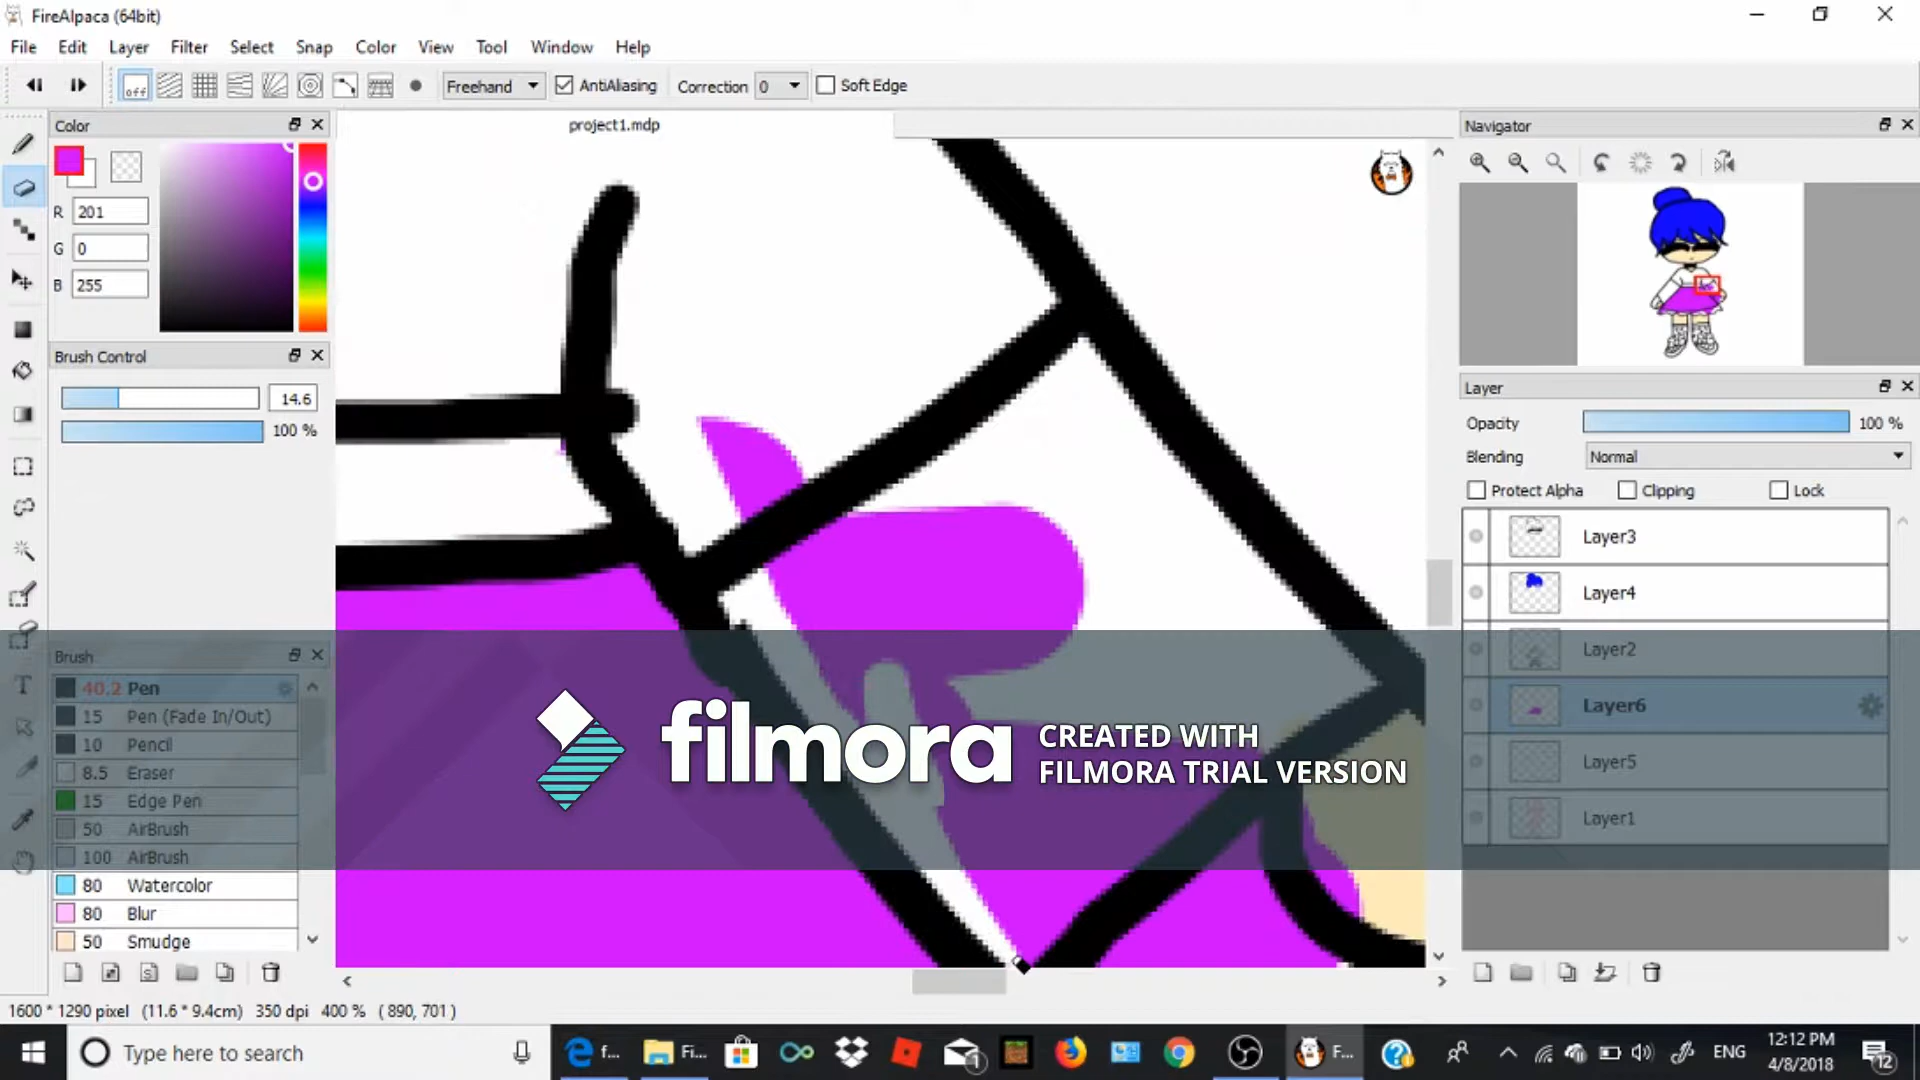 FireAlpaca (64bit)
File Edit Layer Filter Select Snap Color View Tool Window Help
off Freehand AntiAliasing Correction 0 Soft Edge
Color
project1.mdp
Navigator
R 201
G 0
B 255
Brush Control
14.6
100 %
Layer
Opacity 100 %
Blending Normal
Protect Alpha Clipping Lock
Layer3
Layer4
Layer2
Layer6
Layer5
Layer1
Brush
40.2 Pen
15 Pen (Fade In/Out)
10 Pencil
8.5 Eraser
15 Edge Pen
50 AirBrush
100 AirBrush
80 Watercolor
80 Blur
50 Smudge
filmora
CREATED WITH
FILMORA TRIAL VERSION
1600 * 1290 pixel (11.6 * 9.4cm) 350 dpi 400 % ( 890, 701 )
Type here to search
f...
Fi...
1
F...
ENG
12:12 PM
4/8/2018
12